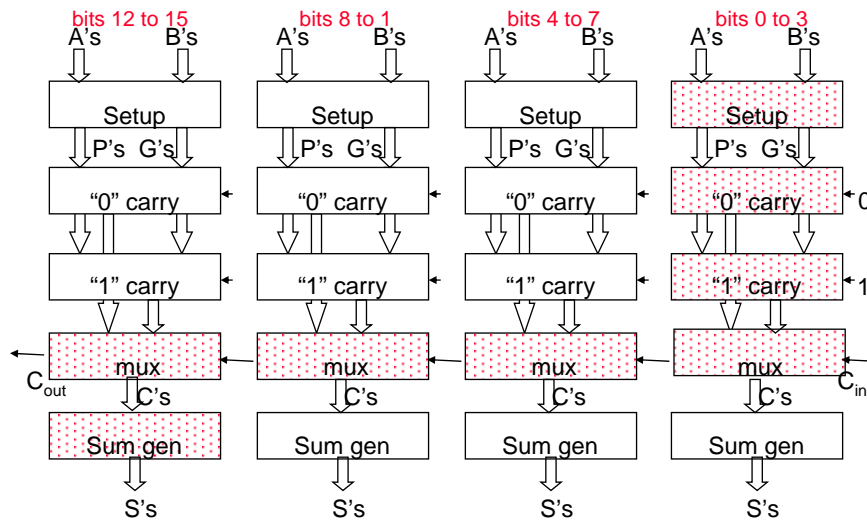 bits 12 to 15 bits 8 to 1 bits 4 to 7 bits 0 to 3
A's B's A's B's A's B's A's B's
Setup Setup Setup Setup
P's G's P's G's P's G's P's G's
“0” carry “0” carry “0” carry “0” carry 0
“1” carry “1” carry “1” carry “1” carry 1
mux mux mux mux
Cout C's C's C's C's Cin
Sum gen Sum gen Sum gen Sum gen
S's S's S's S's